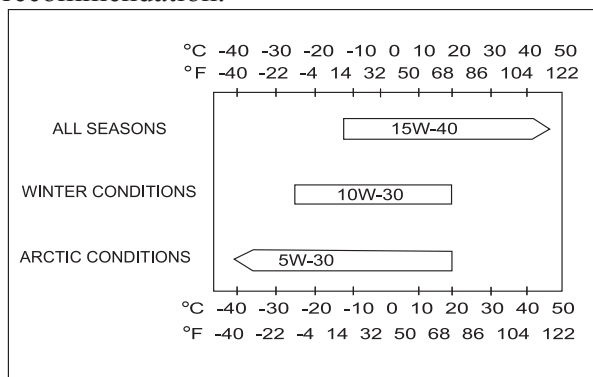 recommendation.
°C -40 -30 -20 -10 0 10 20 30 40 50
°F -40 -22 -4 14 32 50 68 86 104 122
ALL SEASONS 15W-40
WINTER CONDITIONS 10W-30
ARCTIC CONDITIONS 5W-30
°C -40 -30 -20 -10 0 10 20 30 40 50
°F -40 -22 -4 14 32 50 68 86 104 122